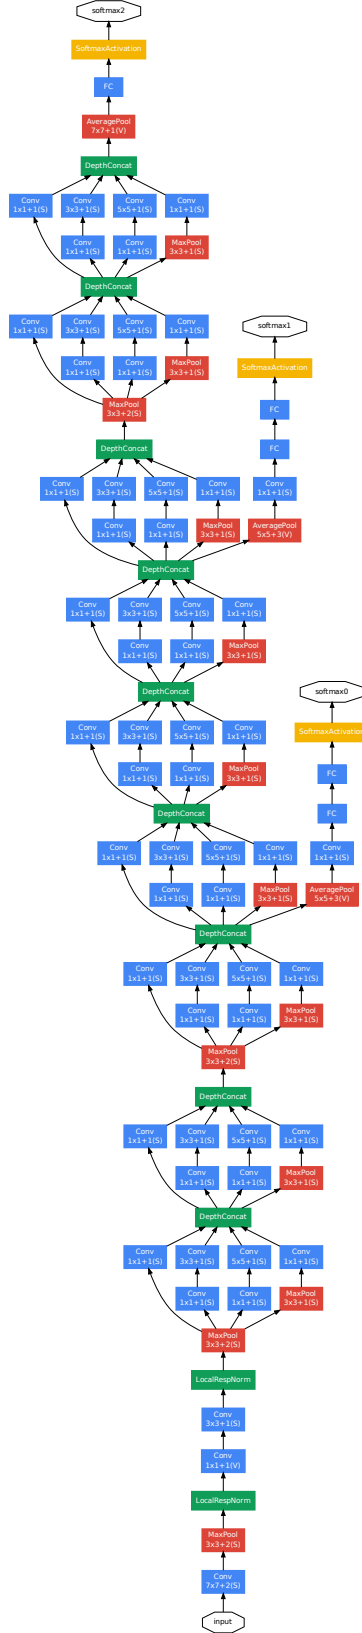 softmax2
SoftmaxActivation
FC
AveragePool
7x7+1(V)
DepthConcat
Conv
1x1+1(S)
Conv
3x3+1(S)
Conv
5x5+1(S)
Conv
1x1+1(S)
Conv
1x1+1(S)
Conv
1x1+1(S)
MaxPool
3x3+1(S)
DepthConcat
Conv
1x1+1(S)
Conv
3x3+1(S)
Conv
5x5+1(S)
Conv
1x1+1(S)
softmax1
Conv
1x1+1(S)
Conv
1x1+1(S)
MaxPool
3x3+1(S)
SoftmaxActivation
MaxPool
3x3+2(S)
FC
DepthConcat
FC
Conv
1x1+1(S)
Conv
3x3+1(S)
Conv
5x5+1(S)
Conv
1x1+1(S)
Conv
1x1+1(S)
Conv
1x1+1(S)
Conv
1x1+1(S)
MaxPool
3x3+1(S)
AveragePool
5x5+3(V)
DepthConcat
Conv
1x1+1(S)
Conv
3x3+1(S)
Conv
5x5+1(S)
Conv
1x1+1(S)
Conv
1x1+1(S)
Conv
1x1+1(S)
MaxPool
3x3+1(S)
DepthConcat
softmax0
Conv
1x1+1(S)
Conv
3x3+1(S)
Conv
5x5+1(S)
Conv
1x1+1(S)
SoftmaxActivation
Conv
1x1+1(S)
Conv
1x1+1(S)
MaxPool
3x3+1(S)
FC
DepthConcat
FC
Conv
1x1+1(S)
Conv
3x3+1(S)
Conv
5x5+1(S)
Conv
1x1+1(S)
Conv
1x1+1(S)
Conv
1x1+1(S)
Conv
1x1+1(S)
MaxPool
3x3+1(S)
AveragePool
5x5+3(V)
DepthConcat
Conv
1x1+1(S)
Conv
3x3+1(S)
Conv
5x5+1(S)
Conv
1x1+1(S)
Conv
1x1+1(S)
Conv
1x1+1(S)
MaxPool
3x3+1(S)
MaxPool
3x3+2(S)
DepthConcat
Conv
1x1+1(S)
Conv
3x3+1(S)
Conv
5x5+1(S)
Conv
1x1+1(S)
Conv
1x1+1(S)
Conv
1x1+1(S)
MaxPool
3x3+1(S)
DepthConcat
Conv
1x1+1(S)
Conv
3x3+1(S)
Conv
5x5+1(S)
Conv
1x1+1(S)
Conv
1x1+1(S)
Conv
1x1+1(S)
MaxPool
3x3+1(S)
MaxPool
3x3+2(S)
LocalRespNorm
Conv
3x3+1(S)
Conv
1x1+1(V)
LocalRespNorm
MaxPool
3x3+2(S)
Conv
7x7+2(S)
input